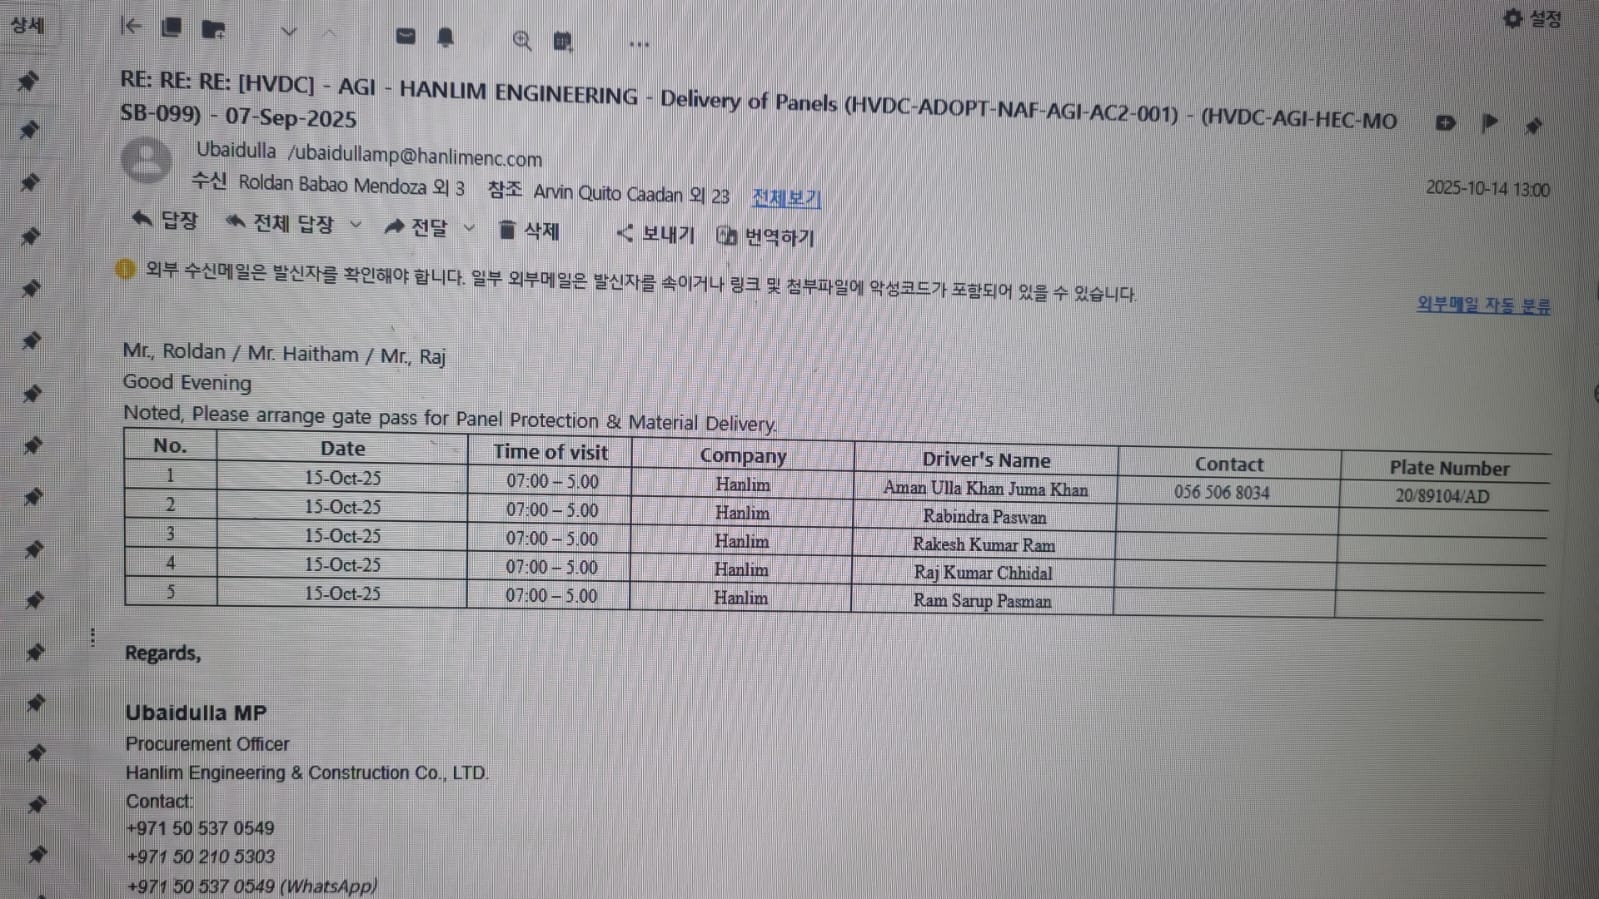 상세
설정
RE: RE: RE: [HVDC] - AGI - HANLIM ENGINEERING - Delivery of Panels (HVDC-ADOPT-NAF-AGI-AC2-001) - (HVDC-AGI-HEC-MO
SB-099) - 07-Sep-2025
Ubaidulla /ubaidullamp@hanlimenc.com
수신 Roldan Babao Mendoza 외 3 참조 Arvin Quito Caadan 외 23 전체보기
2025-10-14 13:00
답장 전체 답장 전달 삭제 보내기 번역하기
외부 수신메일은 발신자를 확인해야 합니다. 일부 외부메일은 발신자를 속이거나 링크 및 첨부파일에 악성코드가 포함되어 있을 수 있습니다.
외부메일 자동 분류
Mr., Roldan / Mr. Haitham / Mr., Raj
Good Evening
Noted, Please arrange gate pass for Panel Protection & Material Delivery.
No. Date Time of visit Company Driver's Name Contact Plate Number
1 15-Oct-25 07:00 – 5.00 Hanlim Aman Ulla Khan Juma Khan 056 506 8034 20/89104/AD
2 15-Oct-25 07:00 – 5.00 Hanlim Rabindra Paswan
3 15-Oct-25 07:00 – 5.00 Hanlim Rakesh Kumar Ram
4 15-Oct-25 07:00 – 5.00 Hanlim Raj Kumar Chhidal
5 15-Oct-25 07:00 – 5.00 Hanlim Ram Sarup Pasman
Regards,
Ubaidulla MP
Procurement Officer
Hanlim Engineering & Construction Co., LTD.
Contact:
+971 50 537 0549
+971 50 210 5303
+971 50 537 0549 (WhatsApp)